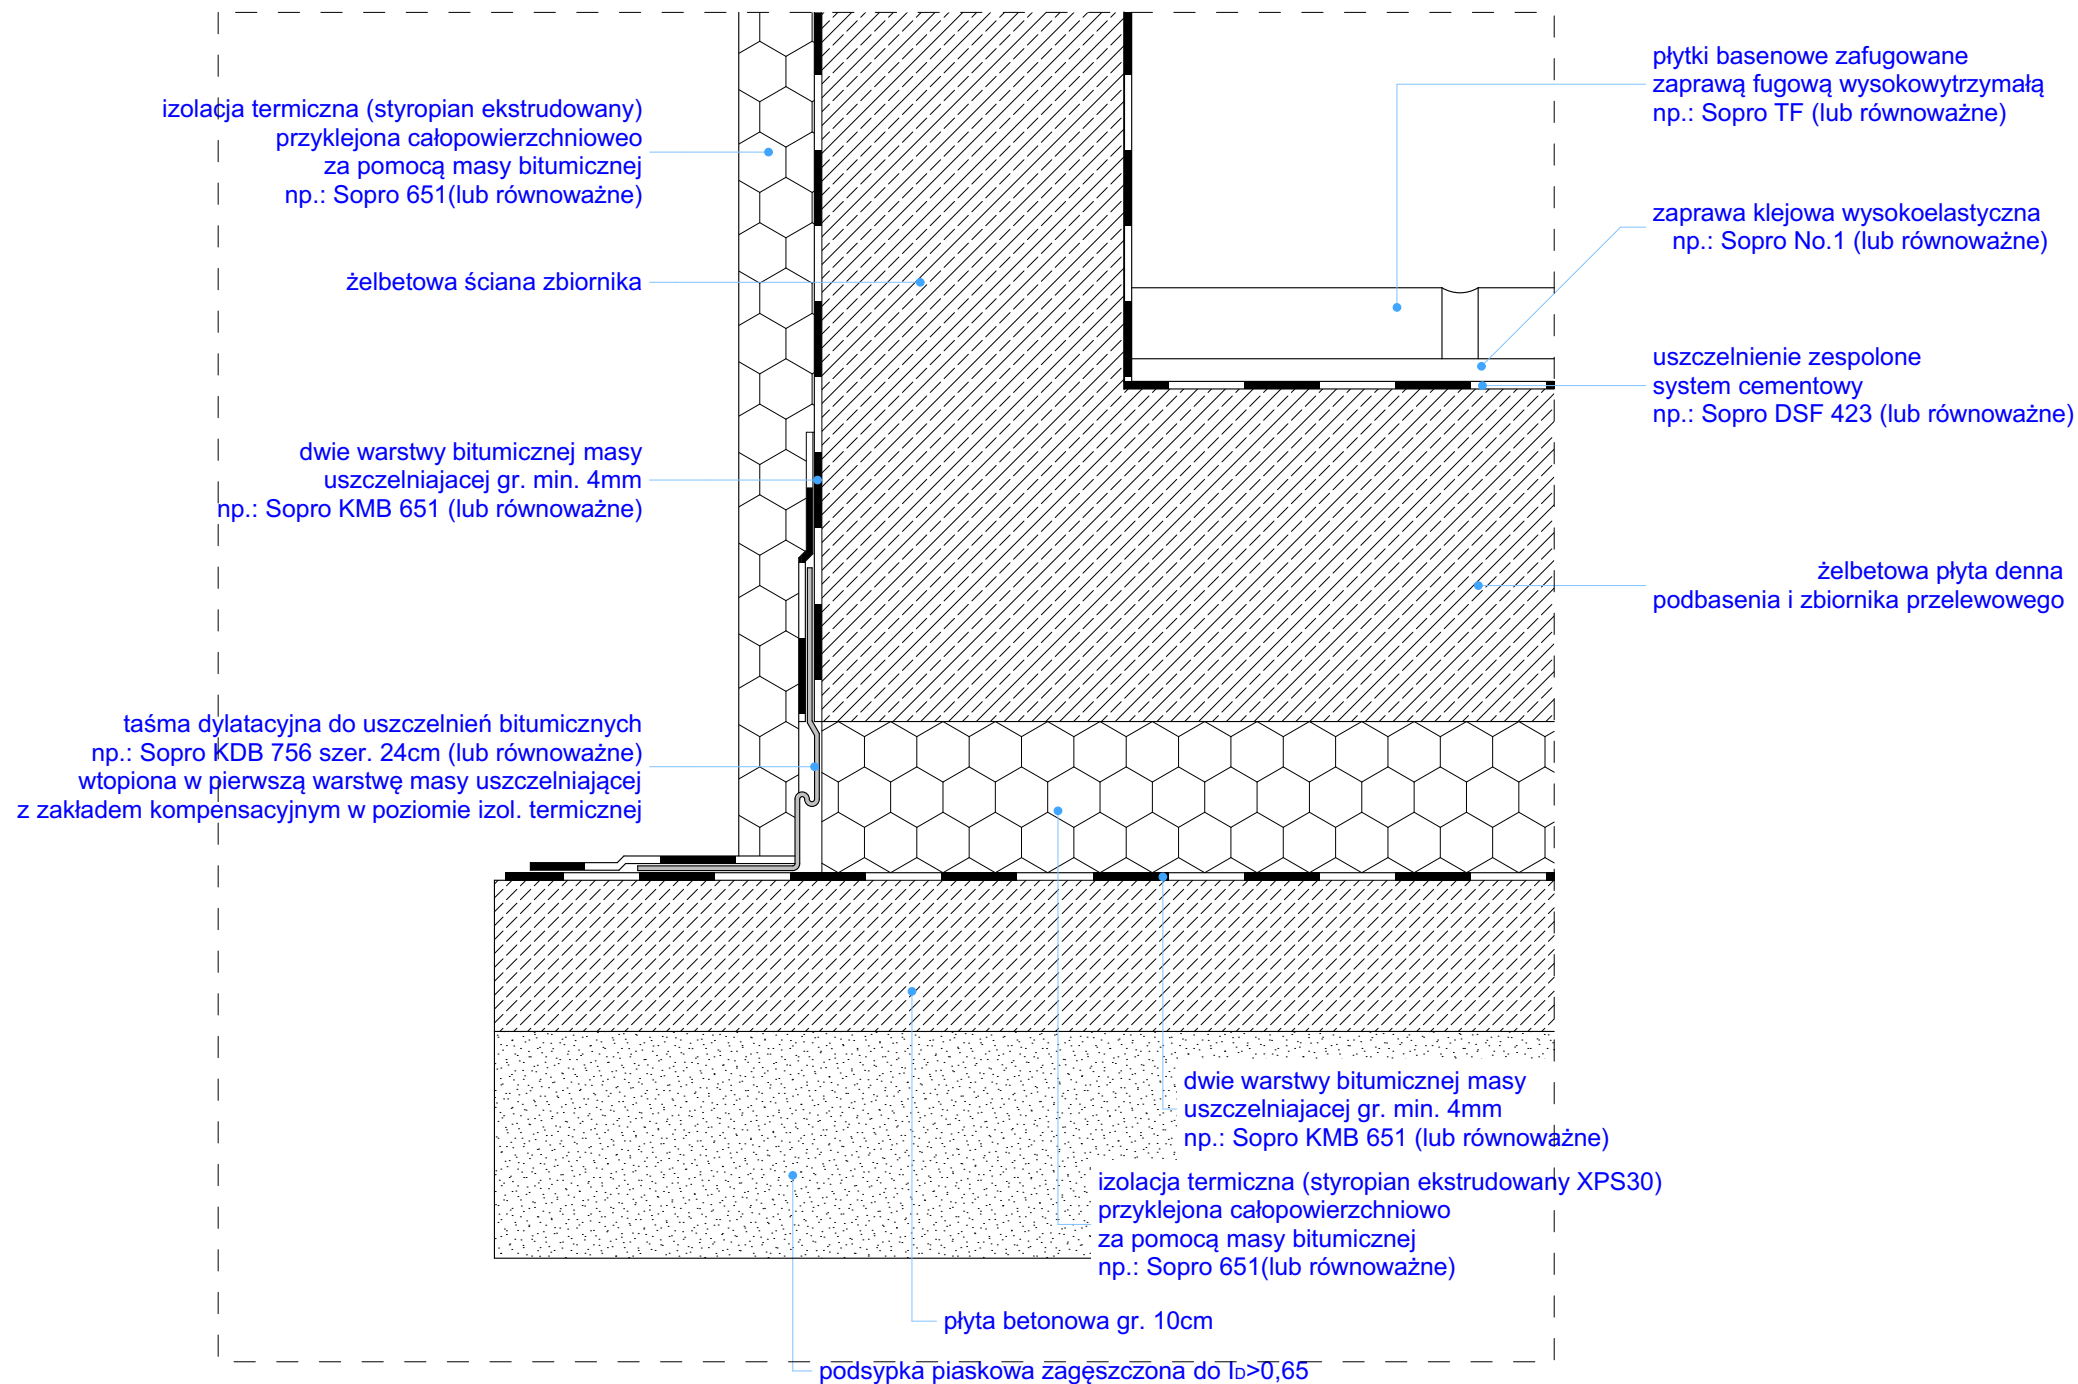 izolacja termiczna (styropian ekstrudowany)
przyklejona całopowierzchnioweo
za pomocą masy bitumicznej
np.: Sopro 651(lub równoważne)
żelbetowa ściana zbiornika
dwie warstwy bitumicznej masy
uszczelniajacej gr. min. 4mm
np.: Sopro KMB 651 (lub równoważne)
taśma dylatacyjna do uszczelnień bitumicznych
np.: Sopro KDB 756 szer. 24cm (lub równoważne)
wtopiona w pierwszą warstwę masy uszczelniającej
z zakładem kompensacyjnym w poziomie izol. termicznej
płytki basenowe zafugowane
zaprawą fugową wysokowytrzymałą
np.: Sopro TF (lub równoważne)
zaprawa klejowa wysokoelastyczna
np.: Sopro No.1 (lub równoważne)
uszczelnienie zespolone
system cementowy
np.: Sopro DSF 423 (lub równoważne)
żelbetowa płyta denna
podbasenia i zbiornika przelewowego
dwie warstwy bitumicznej masy
uszczelniajacej gr. min. 4mm
np.: Sopro KMB 651 (lub równoważne)
izolacja termiczna (styropian ekstrudowany XPS30)
przyklejona całopowierzchniowo
za pomocą masy bitumicznej
np.: Sopro 651(lub równoważne)
płyta betonowa gr. 10cm
podsypka piaskowa zagęszczona do ID>0,65